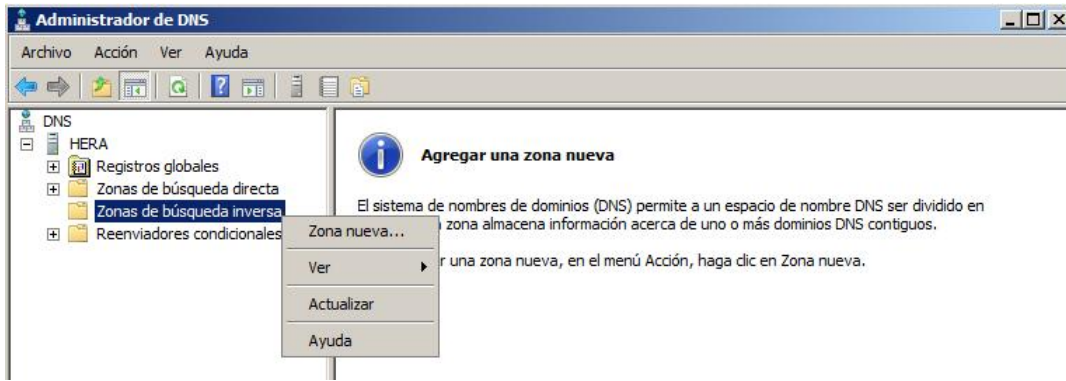 Administrador de DNS
Archivo Acción Ver Ayuda
DNS
HERA
Registros globales
Zonas de búsqueda directa
Zonas de búsqueda inversa
Reenviadores condicionales
Zona nueva...
Ver
Actualizar
Ayuda
Agregar una zona nueva
El sistema de nombres de dominios (DNS) permite a un espacio de nombre DNS ser dividido en
zona almacena información acerca de uno o más dominios DNS contiguos.
r una zona nueva, en el menú Acción, haga clic en Zona nueva.